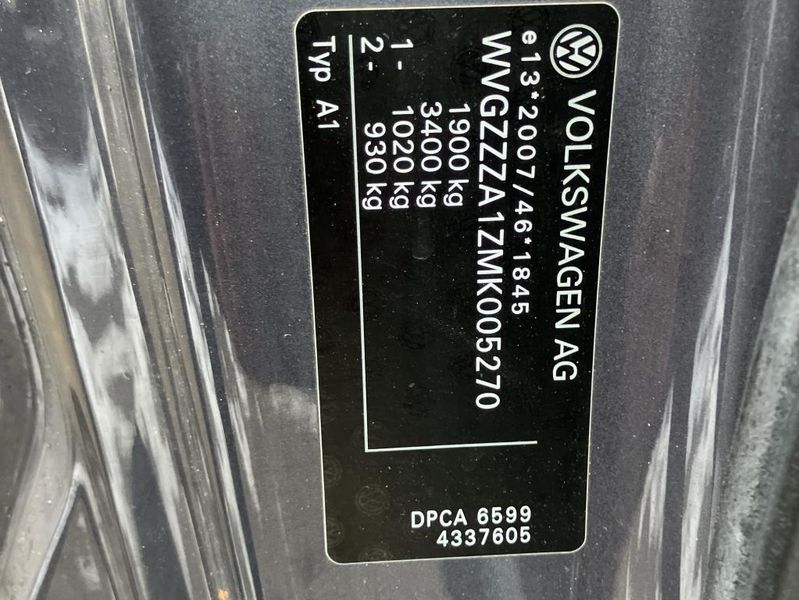 VOLKSWAGEN AG
e13*2007/46*1845
WVGZZZA1ZMK005270
1900 kg
3400 kg
1- 1020 kg
2- 930 kg
Typ A1
DPCA 6599
4337605